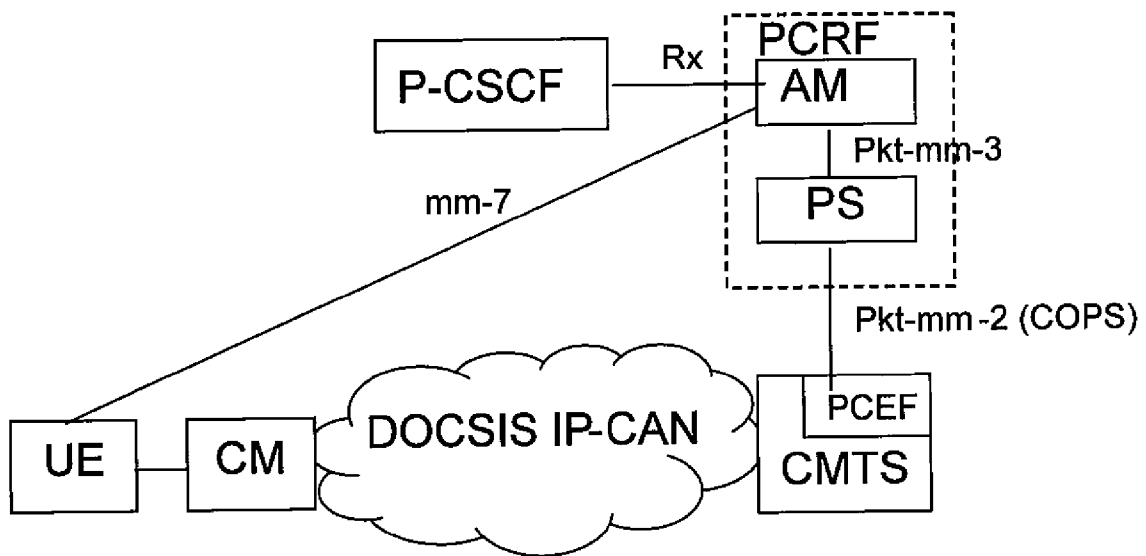 PCRF
Rx
P-CSCF
AM
Pkt-mm-3
mm-7
PS
Pkt-mm-2 (COPS)
PCEF
DOCSIS IP-CAN
UE
CM
CMTS